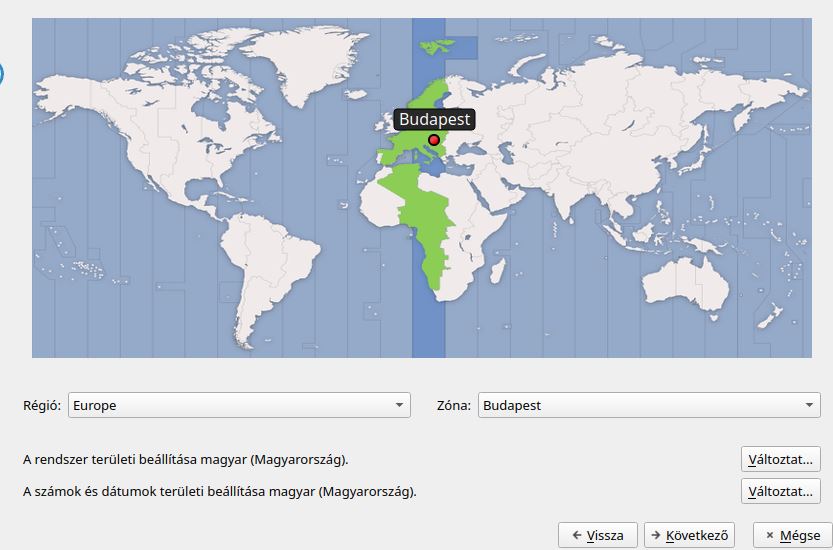 Budapest
Régió: Europe Zóna: Budapest
A rendszer területi beállítása magyar (Magyarország). Változtat...
A számok és dátumok területi beállítása magyar (Magyarország). Változtat...
Vissza Következő Mégse